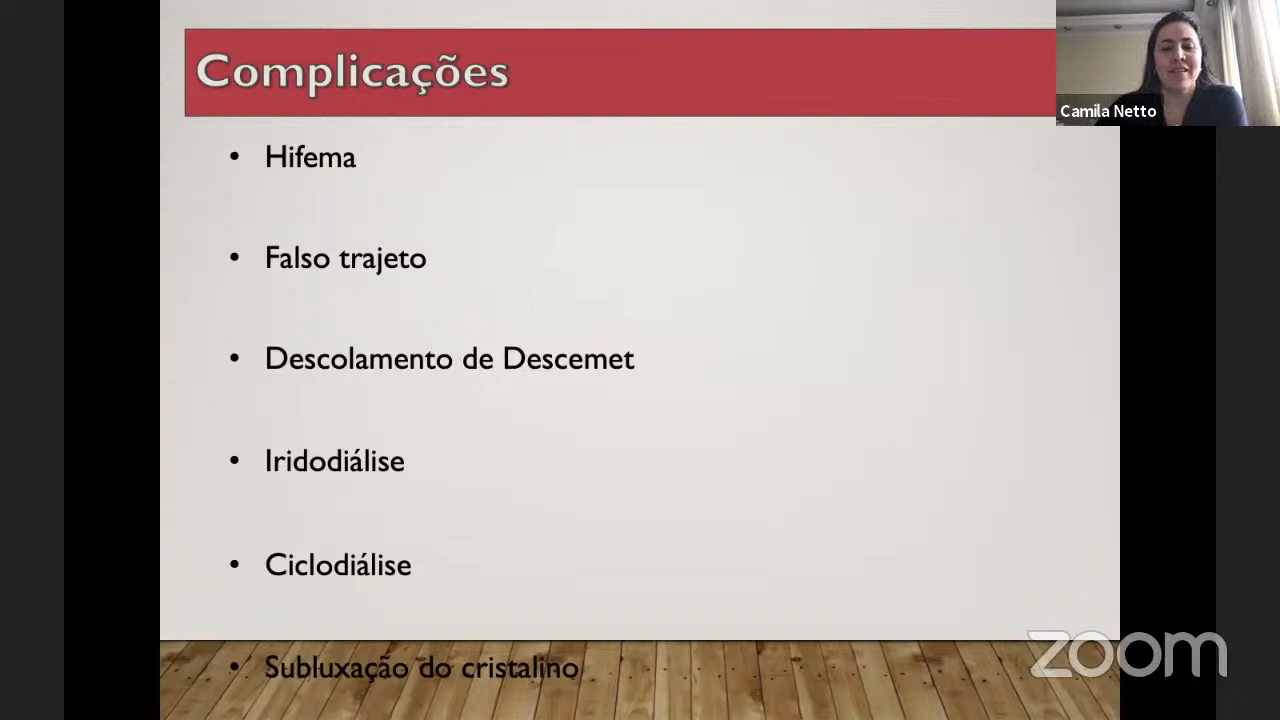 Complicações
Camila Netto
• Hifema
• Falso trajeto
• Descolamento de Descemet
• Iridodiálise
• Ciclodiálise
• Subluxação do cristalino
zoom